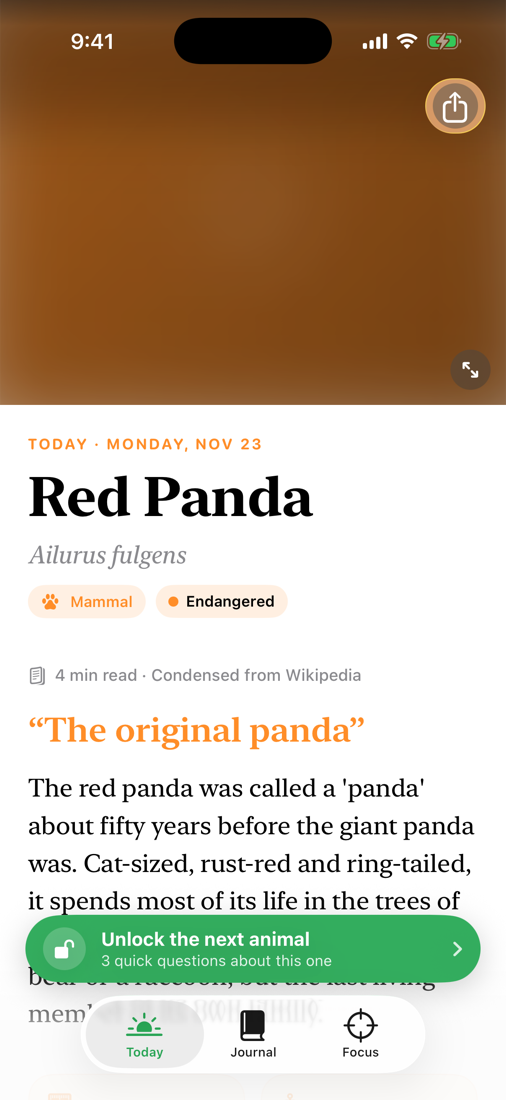 9:41
TODAY · MONDAY, NOV 23
Red Panda
Ailurus fulgens
Mammal
Endangered
4 min read · Condensed from Wikipedia
“The original panda”
The red panda was called a 'panda'
about fifty years before the giant panda
was. Cat-sized, rust-red and ring-tailed,
it spends most of its life in the trees of
Unlock the next animal
3 quick questions about this one
Today
Journal
Focus